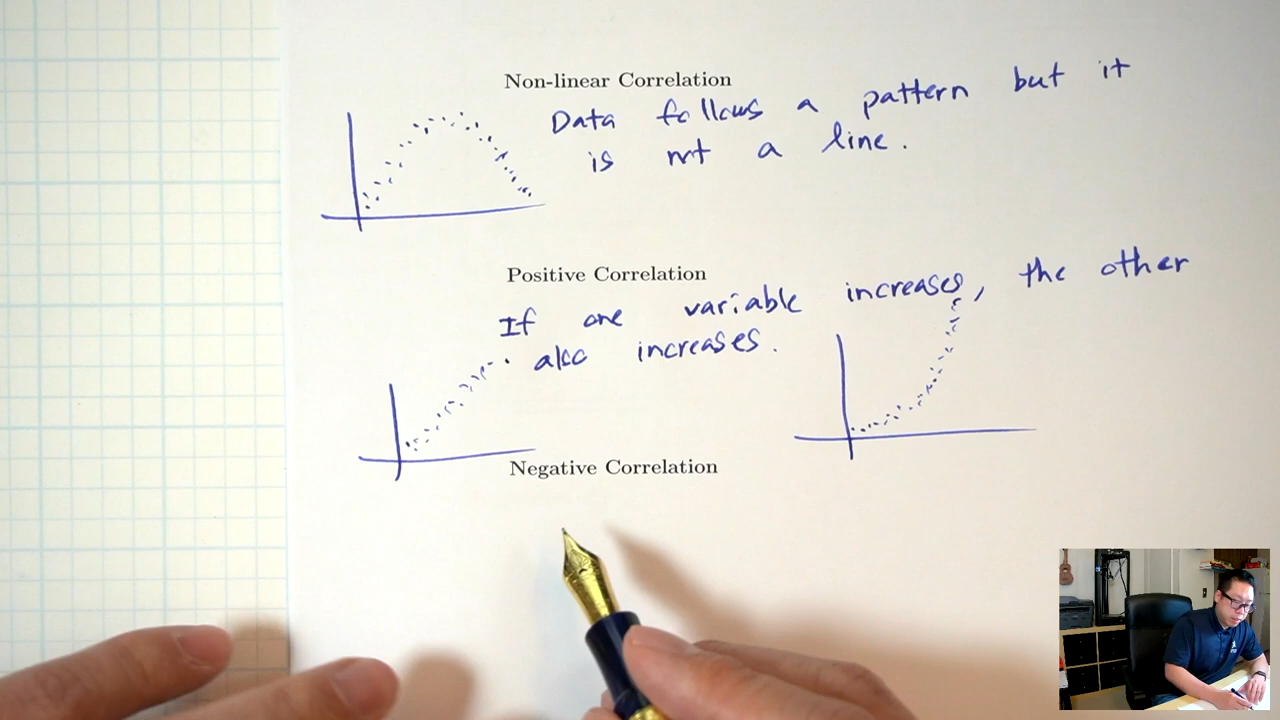 Non-linear Correlation
Data follows a pattern but it
is not a line.
Positive Correlation
If one variable increases, the other
also increases.
Negative Correlation